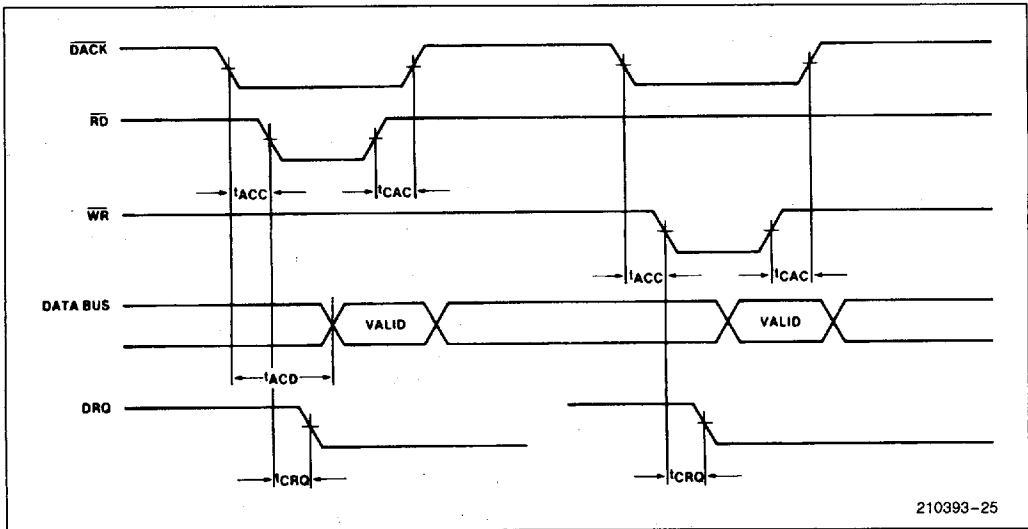 DACK
RD
tACC
tCAC
WR
tACC
tCAC
DATA BUS
VALID
VALID
tACD
DRQ
tCRQ
tCRQ
210393-25